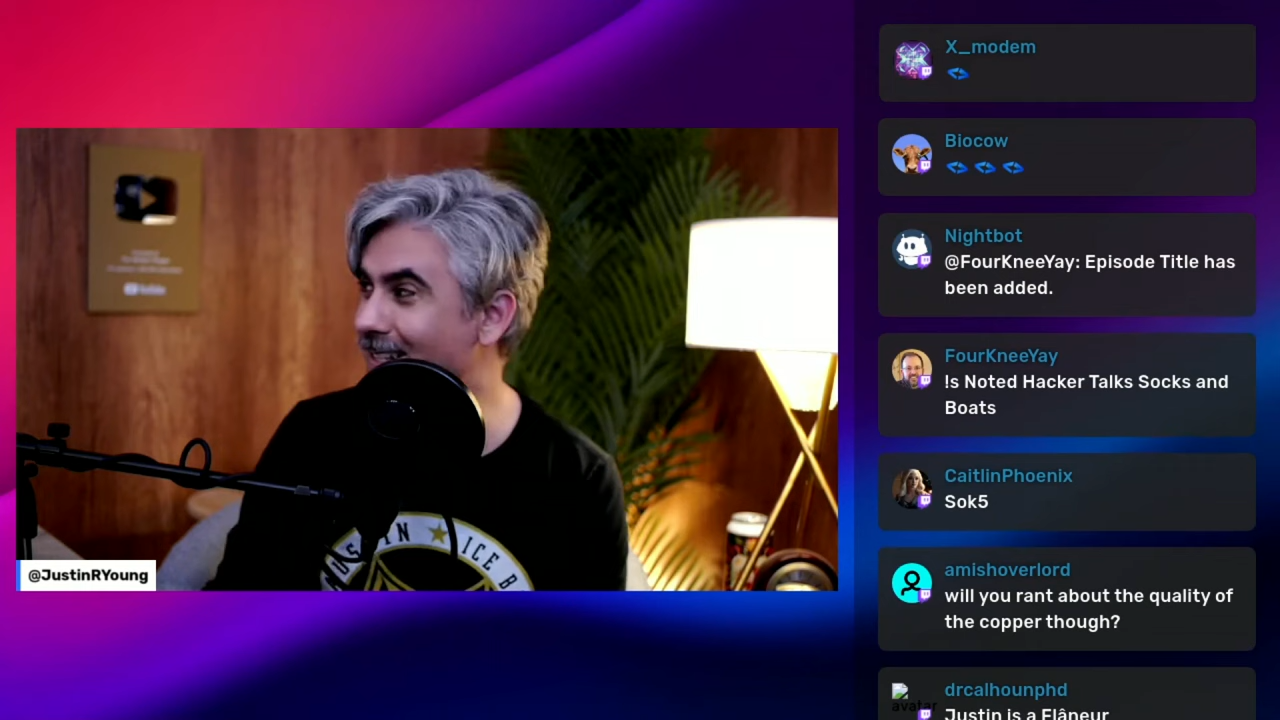 @JustinRYoung
X_modem
Biocow
Nightbot
@FourKneeYay: Episode Title has
been added.
FourKneeYay
!s Noted Hacker Talks Socks and
Boats
CaitlinPhoenix
Sok5
amishoverlord
will you rant about the quality of
the copper though?
drcalhounphd
Justin is a Flâneur